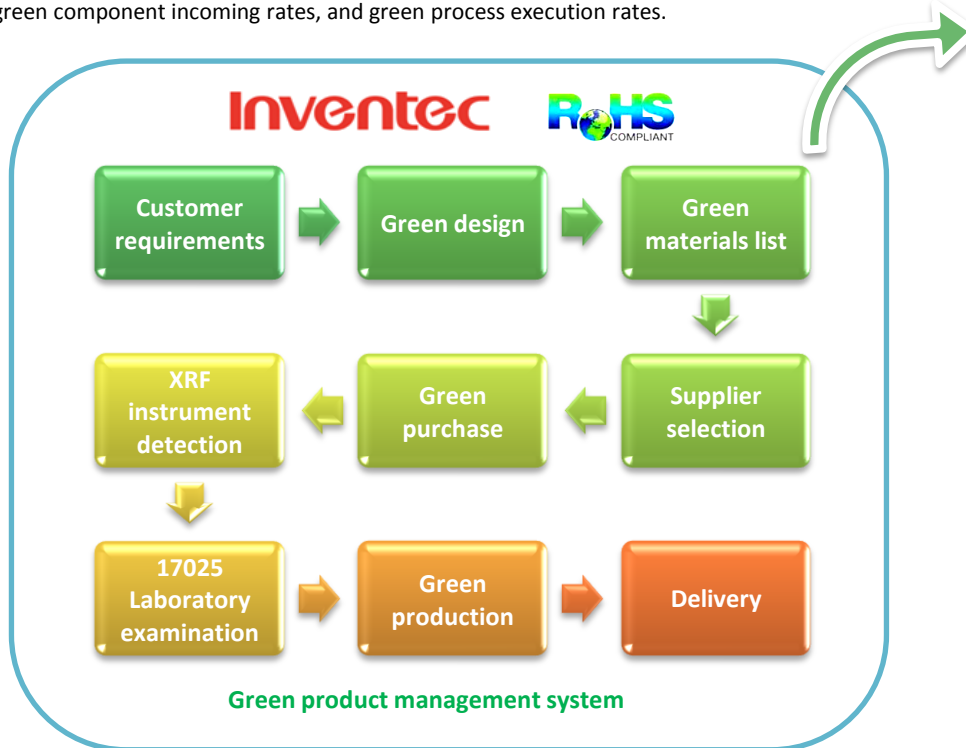 green component incoming rates, and green process execution rates.
Inventec
RoHS
COMPLIANT
Customer
requirements
Green design
Green
materials list
Supplier
selection
Green
purchase
XRF
instrument
detection
17025
Laboratory
examination
Green
production
Delivery
Green product management system